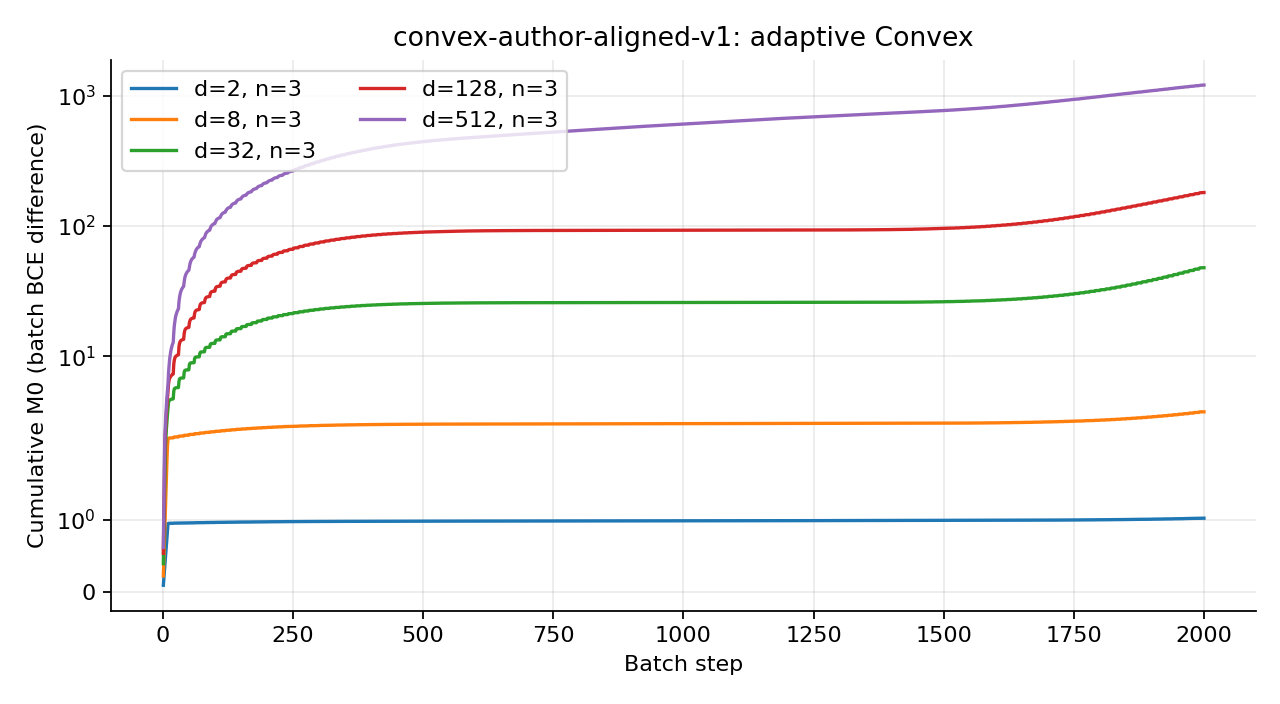 convex-author-aligned-v1: adaptive Convex
Cumulative M0 (batch BCE difference)
10³
10²
10¹
10⁰
0
d=2, n=3
d=8, n=3
d=32, n=3
d=128, n=3
d=512, n=3
0 250 500 750 1000 1250 1500 1750 2000
Batch step